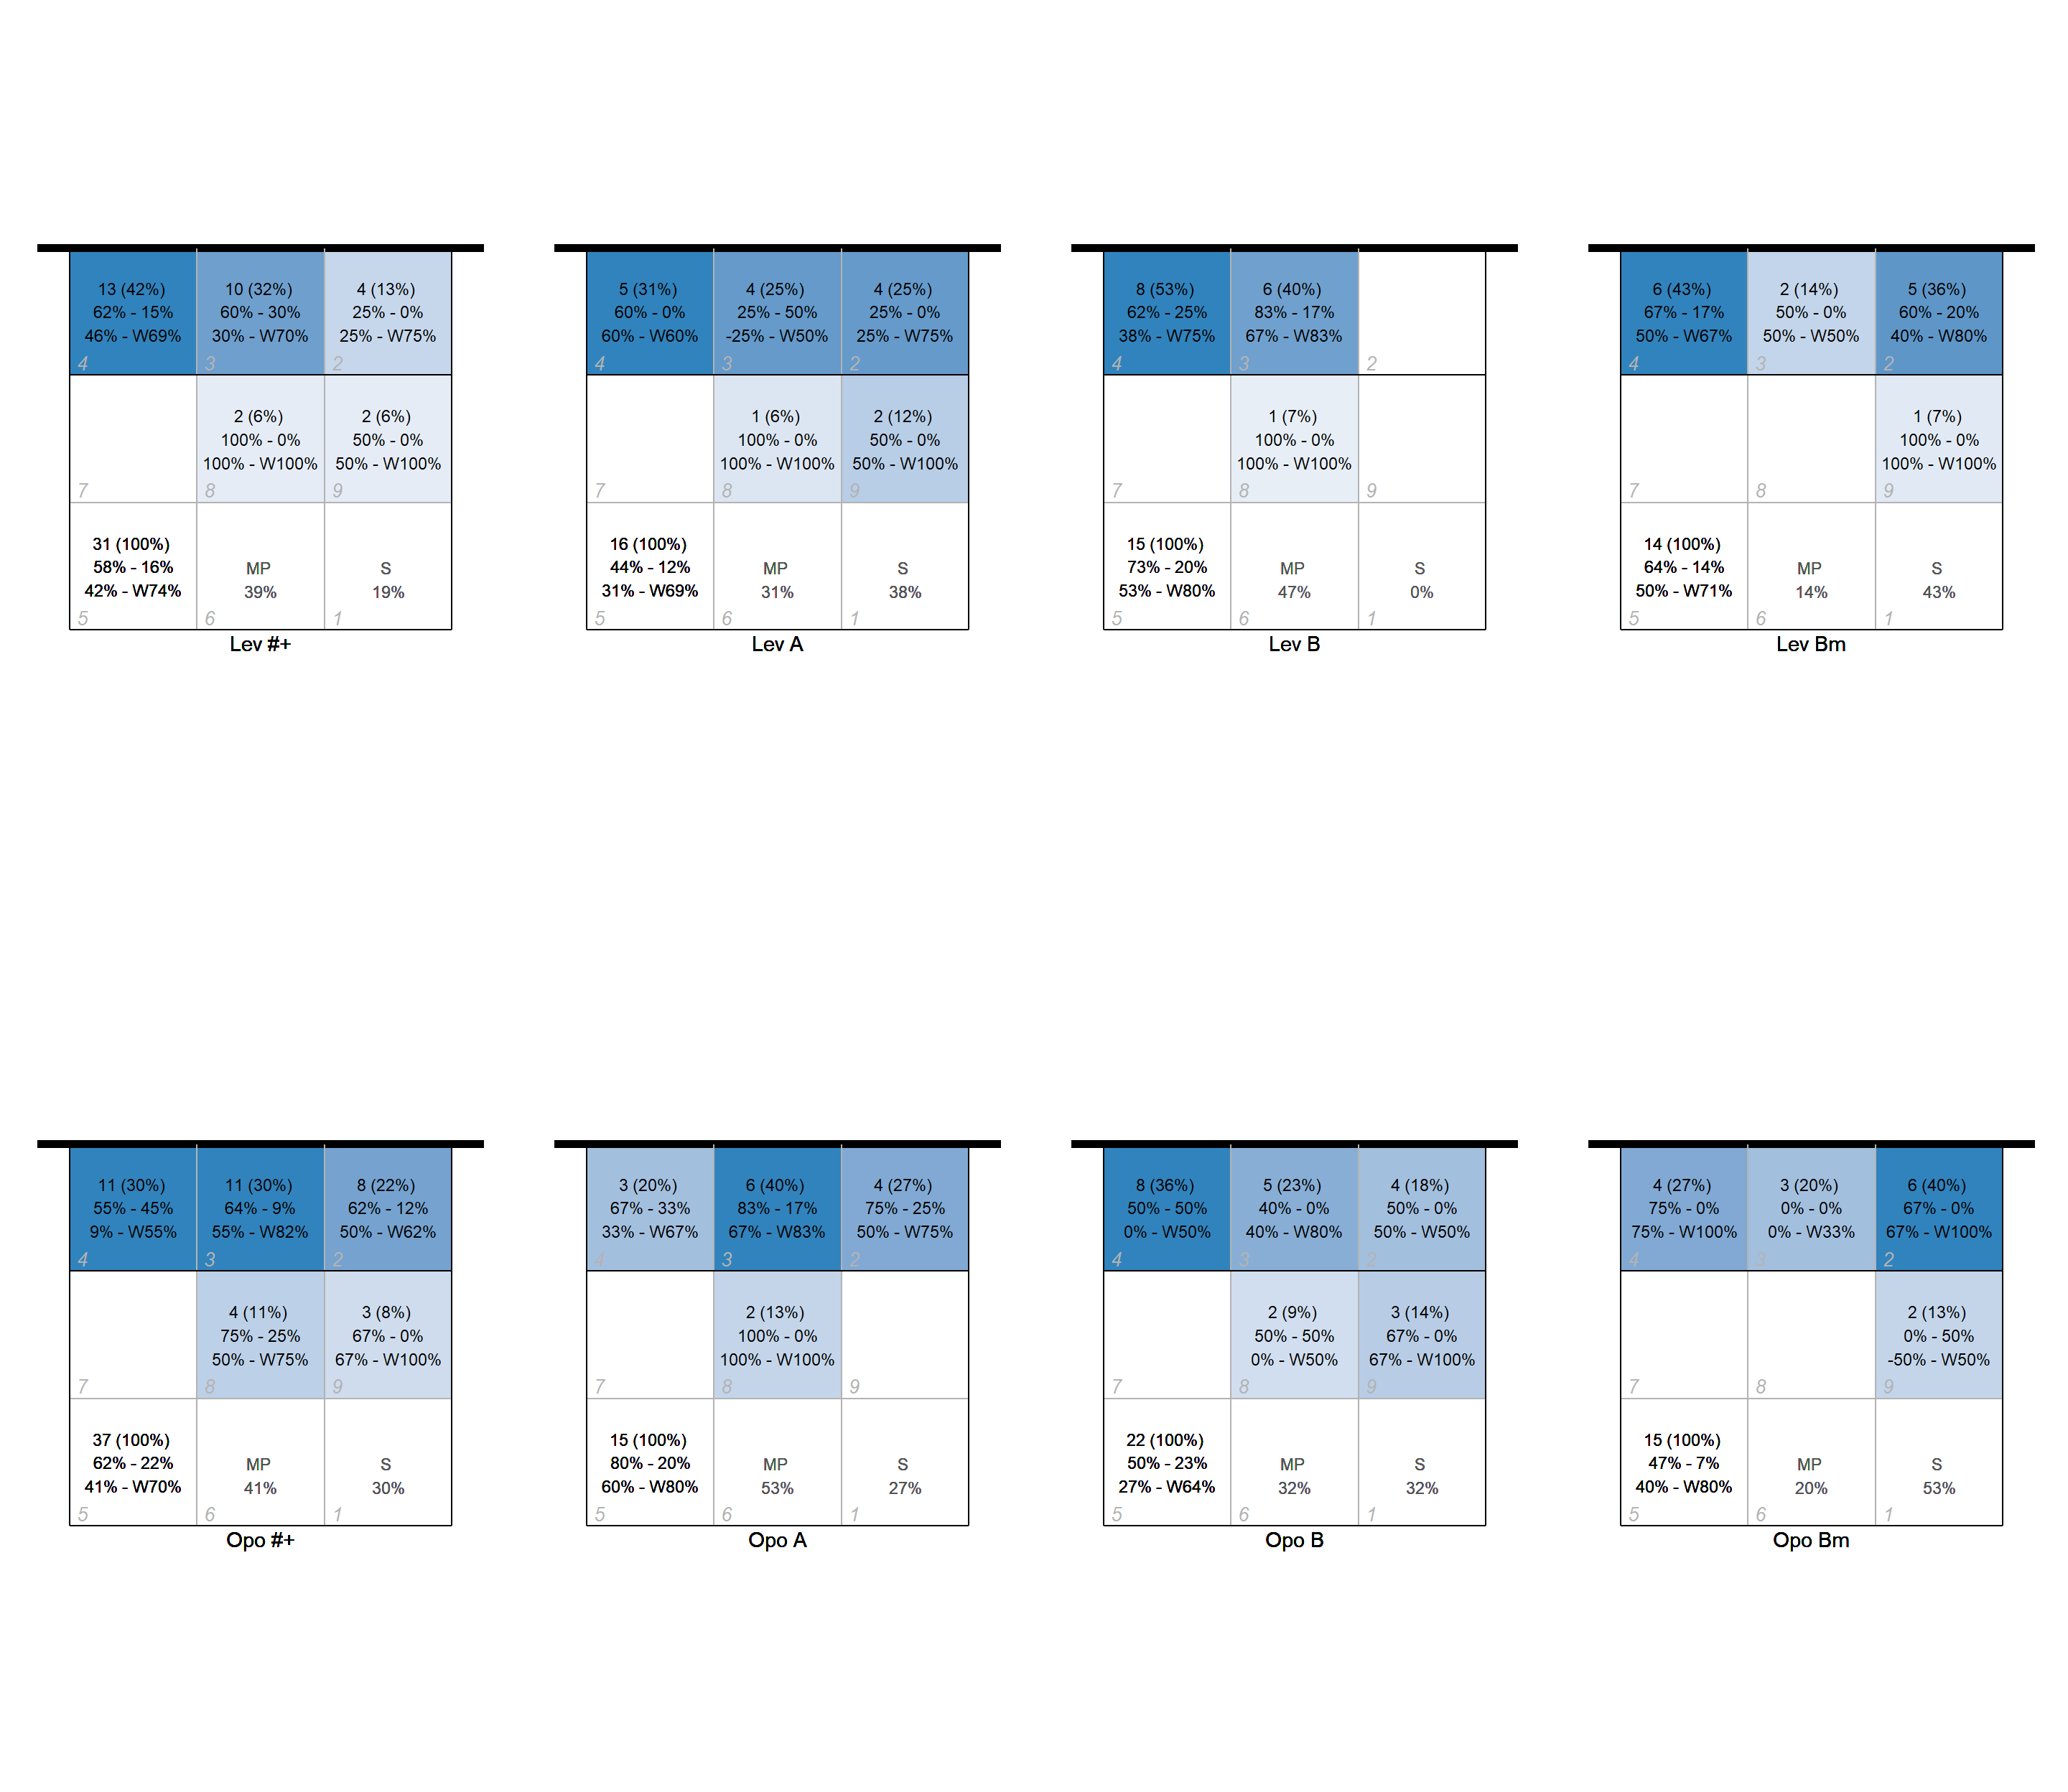 13 (42%)
62% - 15%
46% - W69%
4
10 (32%)
60% - 30%
30% - W70%
3
4 (13%)
25% - 0%
25% - W75%
2
7
2 (6%)
100% - 0%
100% - W100%
8
2 (6%)
50% - 0%
50% - W100%
9
31 (100%)
58% - 16%
42% - W74%
5
MP
39%
6
S
19%
1
Lev #+
5 (31%)
60% - 0%
60% - W60%
4
4 (25%)
25% - 50%
-25% - W50%
3
4 (25%)
25% - 0%
25% - W75%
2
7
1 (6%)
100% - 0%
100% - W100%
8
2 (12%)
50% - 0%
50% - W100%
9
16 (100%)
44% - 12%
31% - W69%
5
MP
31%
6
S
38%
1
Lev A
8 (53%)
62% - 25%
38% - W75%
4
6 (40%)
83% - 17%
67% - W83%
3
2
7
1 (7%)
100% - 0%
100% - W100%
8
9
15 (100%)
73% - 20%
53% - W80%
5
MP
47%
6
S
0%
1
Lev B
6 (43%)
67% - 17%
50% - W67%
4
2 (14%)
50% - 0%
50% - W50%
3
5 (36%)
60% - 20%
40% - W80%
2
7
8
1 (7%)
100% - 0%
100% - W100%
9
14 (100%)
64% - 14%
50% - W71%
5
MP
14%
6
S
43%
1
Lev Bm
11 (30%)
55% - 45%
9% - W55%
4
11 (30%)
64% - 9%
55% - W82%
3
8 (22%)
62% - 12%
50% - W62%
2
7
4 (11%)
75% - 25%
50% - W75%
8
3 (8%)
67% - 0%
67% - W100%
9
37 (100%)
62% - 22%
41% - W70%
5
MP
41%
6
S
30%
1
Opo #+
3 (20%)
67% - 33%
33% - W67%
4
6 (40%)
83% - 17%
67% - W83%
3
4 (27%)
75% - 25%
50% - W75%
2
7
2 (13%)
100% - 0%
100% - W100%
8
9
15 (100%)
80% - 20%
60% - W80%
5
MP
53%
6
S
27%
1
Opo A
8 (36%)
50% - 50%
0% - W50%
4
5 (23%)
40% - 0%
40% - W80%
3
4 (18%)
50% - 0%
50% - W50%
2
7
2 (9%)
50% - 50%
0% - W50%
8
3 (14%)
67% - 0%
67% - W100%
9
22 (100%)
50% - 23%
27% - W64%
5
MP
32%
6
S
32%
1
Opo B
4 (27%)
75% - 0%
75% - W100%
4
3 (20%)
0% - 0%
0% - W33%
3
6 (40%)
67% - 0%
67% - W100%
2
7
8
2 (13%)
0% - 50%
-50% - W50%
9
15 (100%)
47% - 7%
40% - W80%
5
MP
20%
6
S
53%
1
Opo Bm